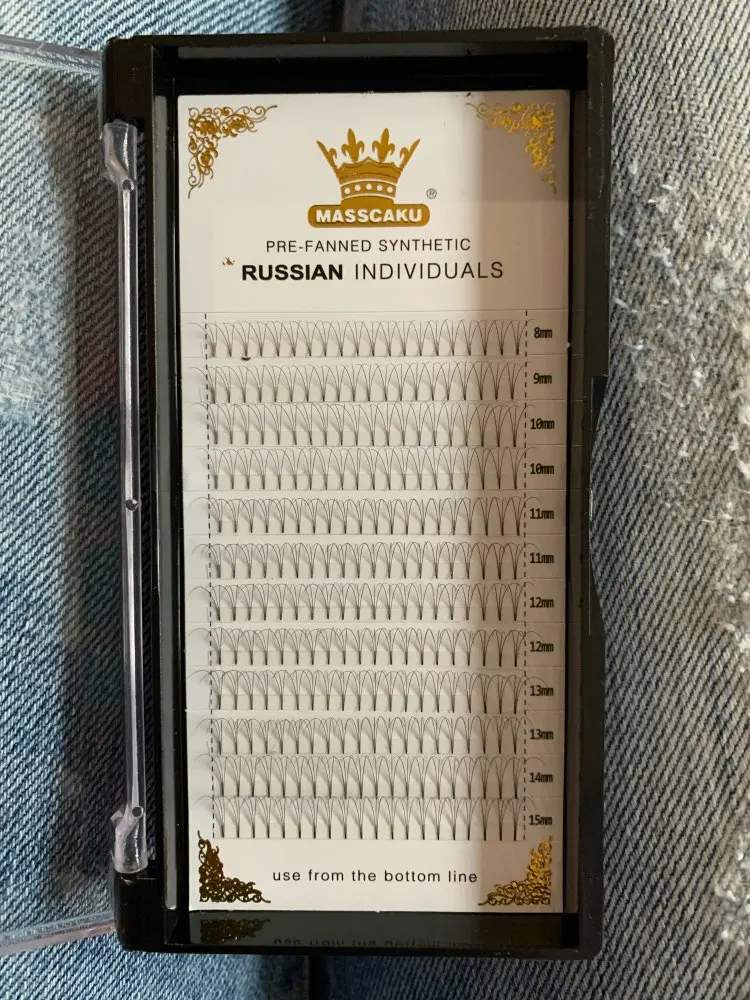 ®
MASSCAKU
PRE-FANNED SYNTHETIC
RUSSIAN INDIVIDUALS
8mm
9mm
10mm
10mm
11mm
11mm
12mm
12mm
13mm
13mm
14mm
15mm
use from the bottom line